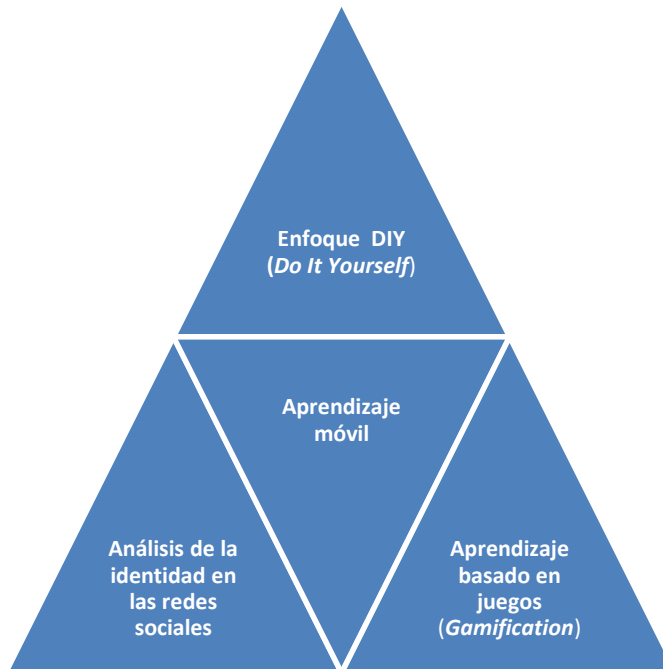 Enfoque DIY
(Do It Yourself)
Aprendizaje
móvil
Análisis de la
identidad en
las redes
sociales
Aprendizaje
basado en
juegos
(Gamification)